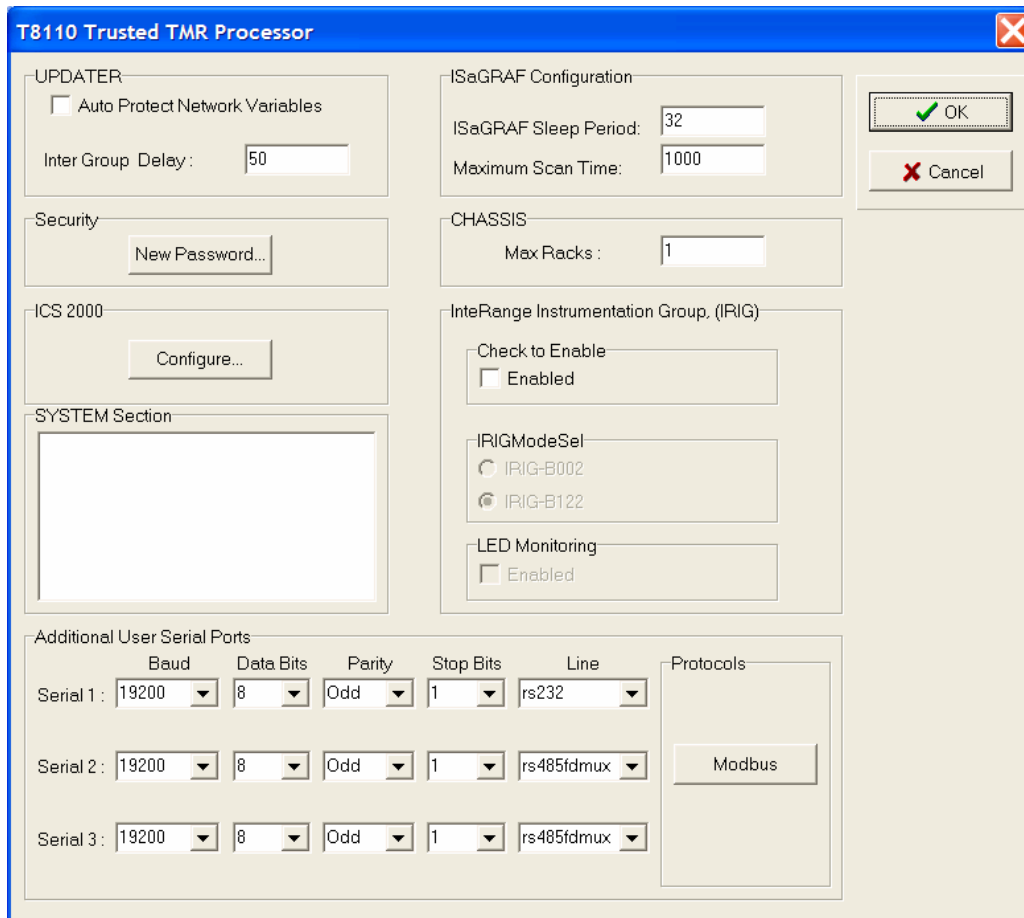 T8110 Trusted TMR Processor
UPDATER
Auto Protect Network Variables
Inter Group Delay : 50
ISaGRAF Configuration
ISaGRAF Sleep Period: 32
Maximum Scan Time: 1000
OK
Cancel
Security
New Password...
CHASSIS
Max Racks : 1
ICS 2000
Configure...
InteRange Instrumentation Group, (IRIG)
Check to Enable
Enabled
SYSTEM Section
IRIGModeSel
IRIG-B002
IRIG-B122
LED Monitoring
Enabled
Additional User Serial Ports
Baud Data Bits Parity Stop Bits Line
Serial 1 : 19200 8 Odd 1 rs232
Serial 2 : 19200 8 Odd 1 rs485fdmux
Serial 3 : 19200 8 Odd 1 rs485fdmux
Protocols
Modbus